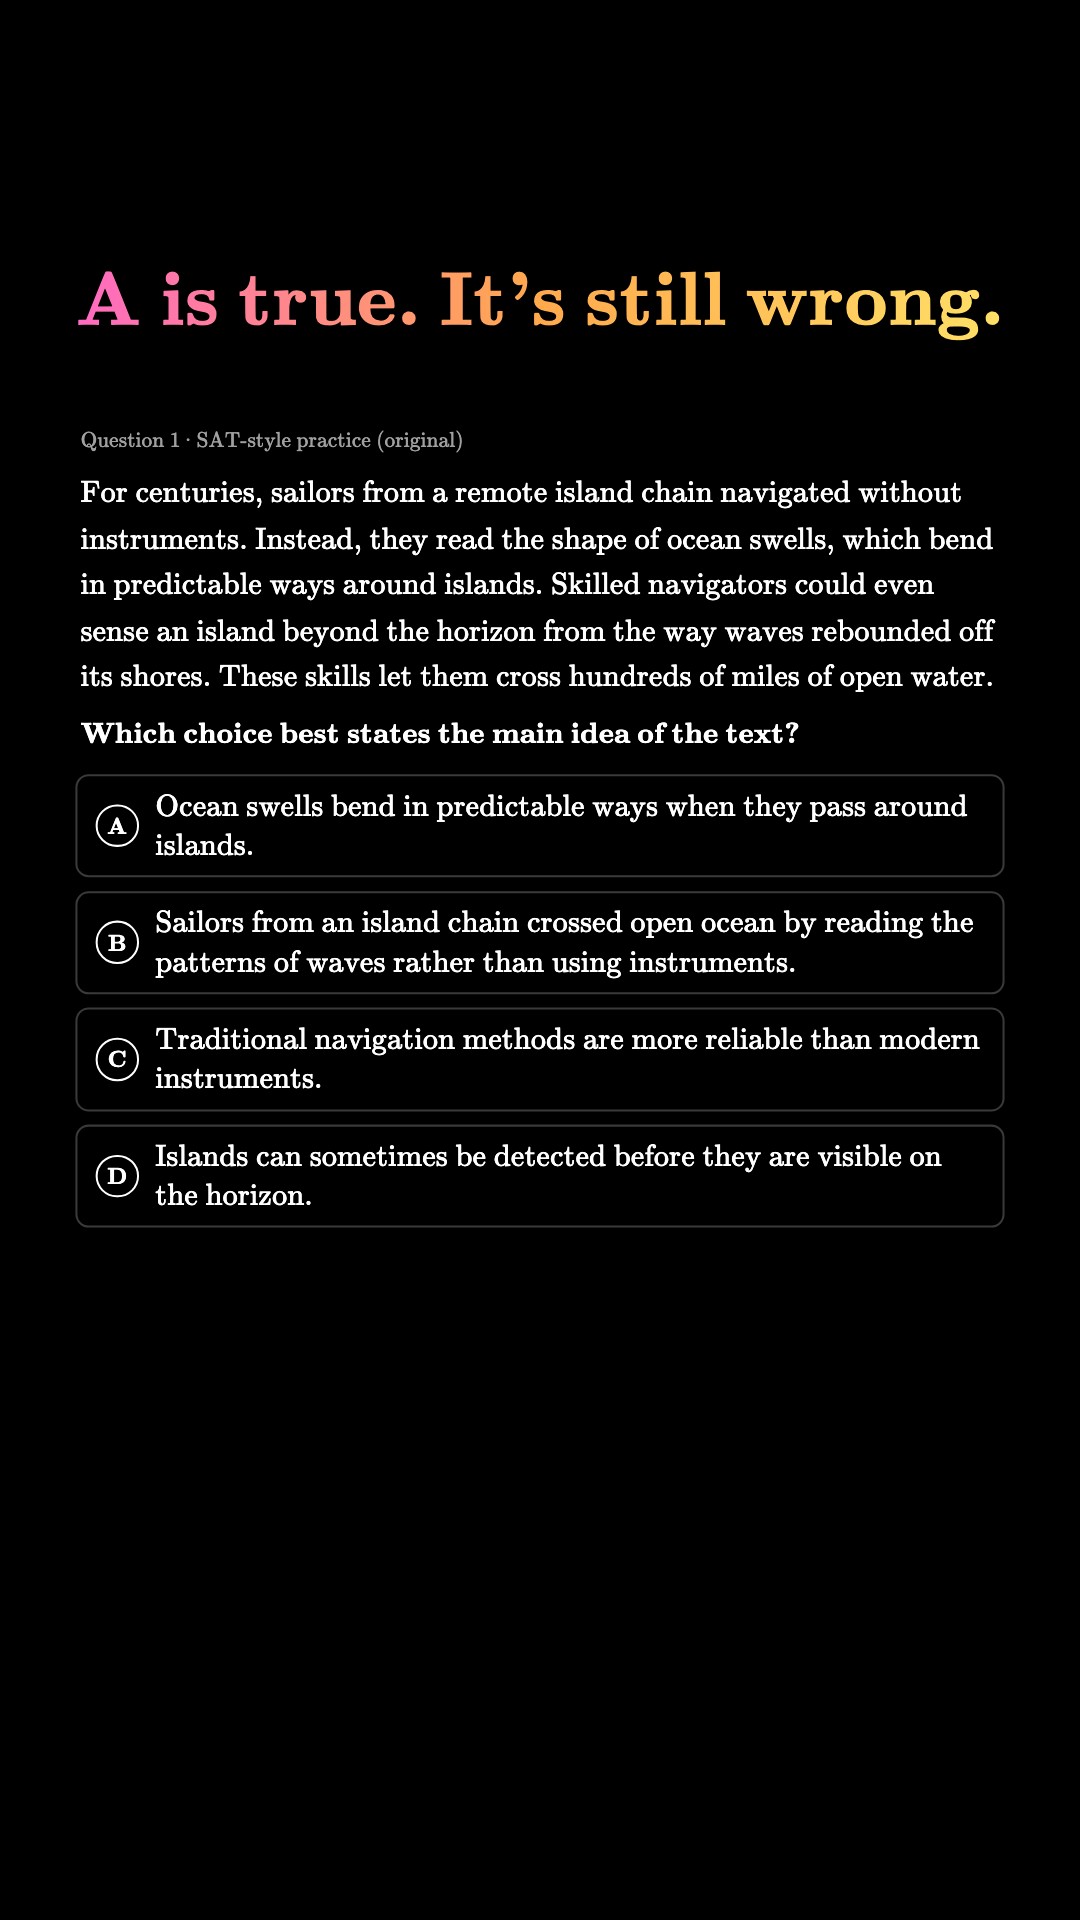 A is true. It’s still wrong.
Question 1 · SAT-style practice (original)
For centuries, sailors from a remote island chain navigated without
instruments. Instead, they read the shape of ocean swells, which bend
in predictable ways around islands. Skilled navigators could even
sense an island beyond the horizon from the way waves rebounded off
its shores. These skills let them cross hundreds of miles of open water.
Which choice best states the main idea of the text?
A Ocean swells bend in predictable ways when they pass around
islands.
B Sailors from an island chain crossed open ocean by reading the
patterns of waves rather than using instruments.
C Traditional navigation methods are more reliable than modern
instruments.
D Islands can sometimes be detected before they are visible on
the horizon.